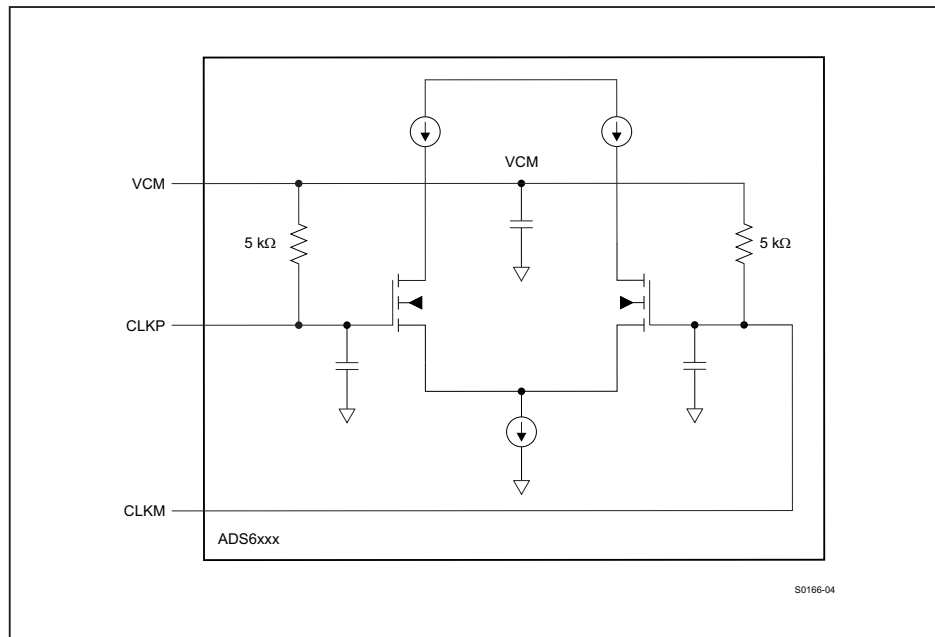 VCM
VCM
5 kΩ
5 kΩ
CLKP
CLKM
ADS6xxx
S0166-04